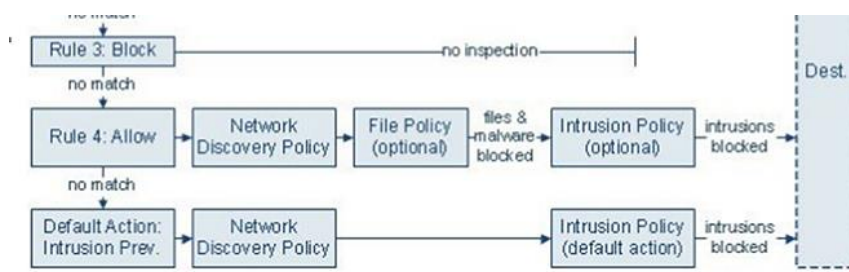 no match
Rule 3: Block
no inspection
Dest.
no match
Rule 4: Allow
Network
Discovery Policy
File Policy
(optional)
files &
malware
blocked
Intrusion Policy
(optional)
intrusions
blocked
no match
Default Action:
Intrusion Prev.
Network
Discovery Policy
Intrusion Policy
(default action)
intrusions
blocked